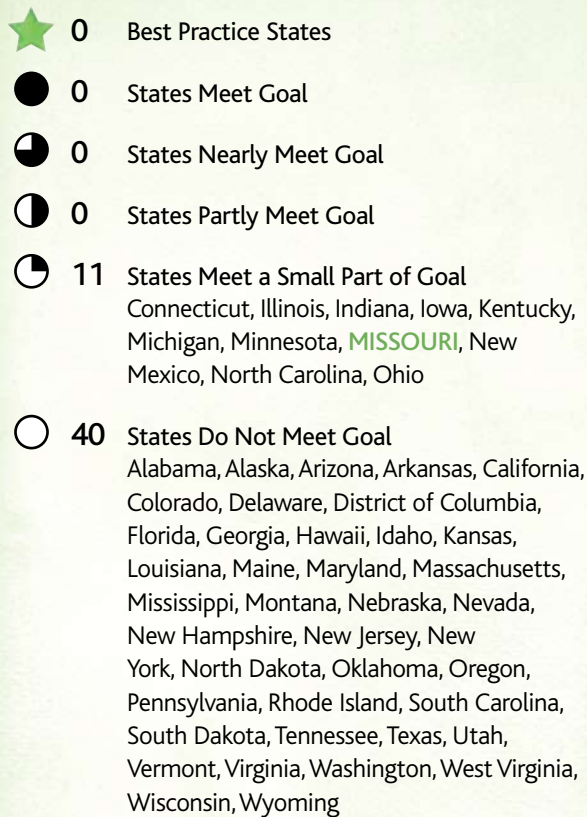 0 Best Practice States
0 States Meet Goal
0 States Nearly Meet Goal
0 States Partly Meet Goal
11 States Meet a Small Part of Goal
Connecticut, Illinois, Indiana, Iowa, Kentucky,
Michigan, Minnesota, MISSOURI, New
Mexico, North Carolina, Ohio
40 States Do Not Meet Goal
Alabama, Alaska, Arizona, Arkansas, California,
Colorado, Delaware, District of Columbia,
Florida, Georgia, Hawaii, Idaho, Kansas,
Louisiana, Maine, Maryland, Massachusetts,
Mississippi, Montana, Nebraska, Nevada,
New Hampshire, New Jersey, New
York, North Dakota, Oklahoma, Oregon,
Pennsylvania, Rhode Island, South Carolina,
South Dakota, Tennessee, Texas, Utah,
Vermont, Virginia, Washington, West Virginia,
Wisconsin, Wyoming